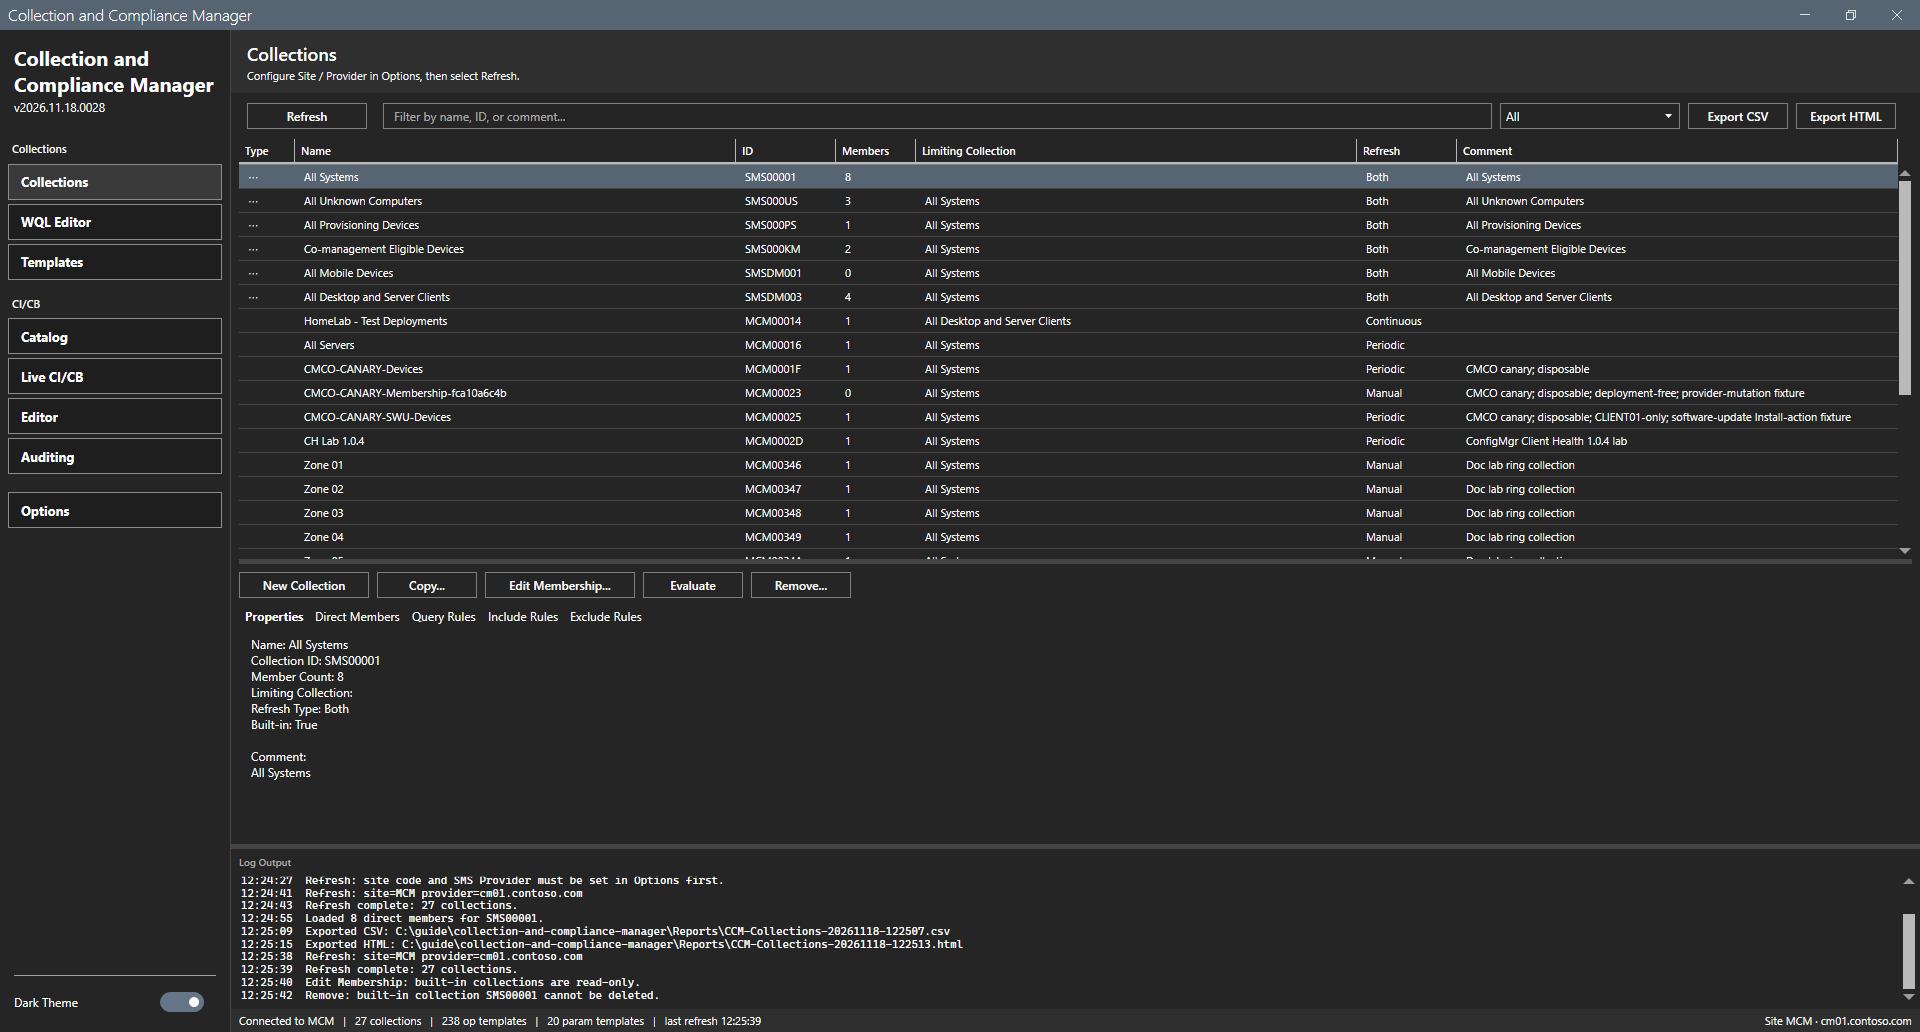 Collection and Compliance Manager
Collection and
Compliance Manager
v2026.11.18.0028
Collections
Collections
WQL Editor
Templates
CI/CB
Catalog
Live CI/CB
Editor
Auditing
Options
Dark Theme
Collections
Configure Site / Provider in Options, then select Refresh.
Refresh Filter by name, ID, or comment... All Export CSV Export HTML
Type Name ID Members Limiting Collection Refresh Comment
... All Systems SMS00001 8 Both All Systems
... All Unknown Computers SMS000US 3 All Systems Both All Unknown Computers
... All Provisioning Devices SMS000PS 1 All Systems Both All Provisioning Devices
... Co-management Eligible Devices SMS000KM 2 All Systems Both Co-management Eligible Devices
... All Mobile Devices SMSDM001 0 All Systems Both All Mobile Devices
... All Desktop and Server Clients SMSDM003 4 All Systems Both All Desktop and Server Clients
HomeLab - Test Deployments MCM00014 1 All Desktop and Server Clients Continuous
All Servers MCM00016 1 All Systems Periodic
CMCO-CANARY-Devices MCM0001F 1 All Systems Periodic CMCO canary; disposable
CMCO-CANARY-Membership-fca10a6c4b MCM00023 0 All Systems Manual CMCO canary; disposable; deployment-free; provider-mutation fixture
CMCO-CANARY-SWU-Devices MCM00025 1 All Systems Periodic CMCO canary; disposable; CLIENT01-only; software-update Install-action fixture
CH Lab 1.0.4 MCM0002D 1 All Systems Periodic ConfigMgr Client Health 1.0.4 lab
Zone 01 MCM00346 1 All Systems Manual Doc lab ring collection
Zone 02 MCM00347 1 All Systems Manual Doc lab ring collection
Zone 03 MCM00348 1 All Systems Manual Doc lab ring collection
Zone 04 MCM00349 1 All Systems Manual Doc lab ring collection
New Collection Copy... Edit Membership... Evaluate Remove...
Properties Direct Members Query Rules Include Rules Exclude Rules
Name: All Systems
Collection ID: SMS00001
Member Count: 8
Limiting Collection:
Refresh Type: Both
Built-in: True
Comment:
All Systems
Log Output
12:24:27 Refresh: site code and SMS Provider must be set in Options first.
12:24:41 Refresh: site=MCM provider=cm01.contoso.com
12:24:43 Refresh complete: 27 collections.
12:24:55 Loaded 8 direct members for SMS00001.
12:25:09 Exported CSV: C:\guide\collection-and-compliance-manager\Reports\CCM-Collections-20261118-122507.csv
12:25:15 Exported HTML: C:\guide\collection-and-compliance-manager\Reports\CCM-Collections-20261118-122513.html
12:25:38 Refresh: site=MCM provider=cm01.contoso.com
12:25:39 Refresh complete: 27 collections.
12:25:40 Edit Membership: built-in collections are read-only.
12:25:42 Remove: built-in collection SMS00001 cannot be deleted.
Connected to MCM | 27 collections | 238 op templates | 20 param templates | last refresh 12:25:39
Site MCM · cm01.contoso.com